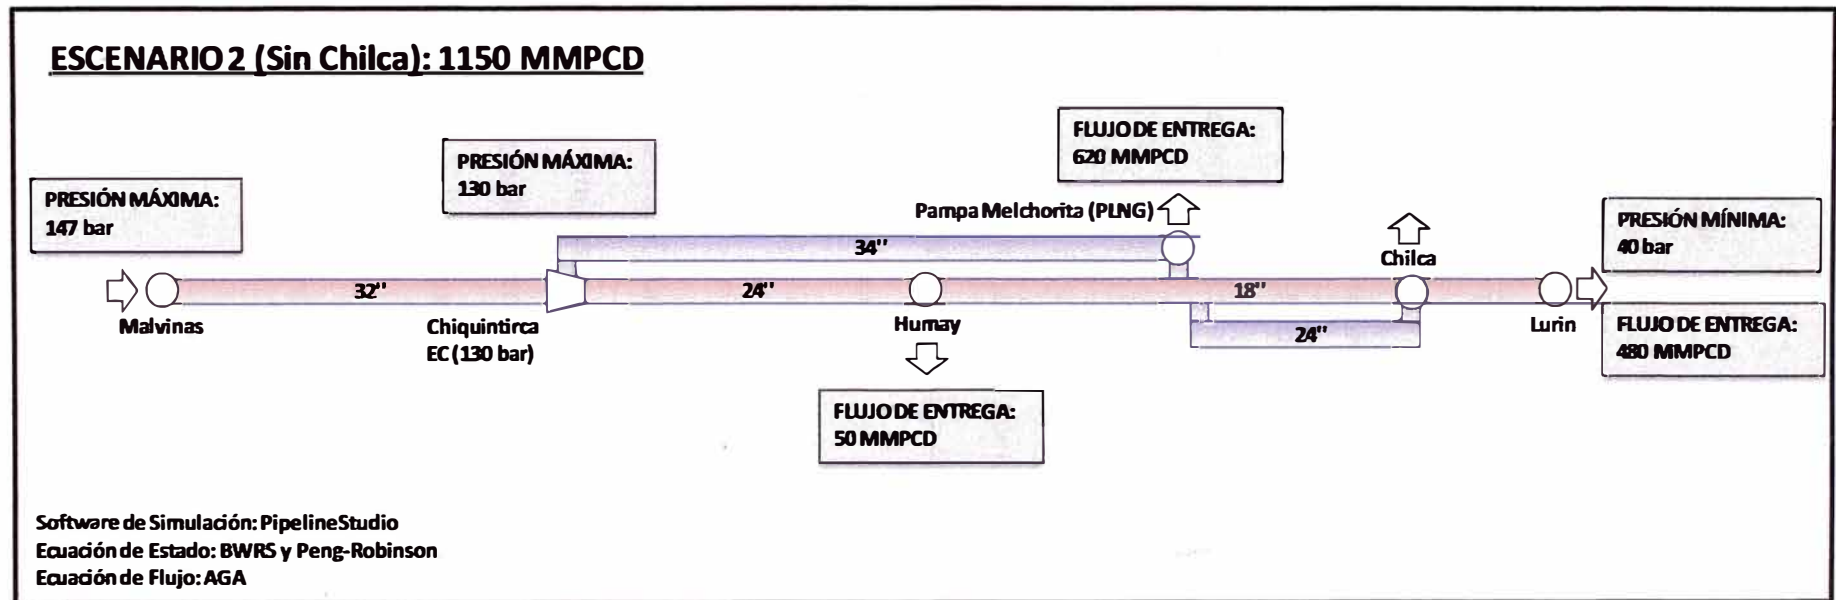 ESCENARIO 2 (Sin Chilca): 1150 MMPCD
FLUJO DE ENTREGA:
620 MMPCD
PRESIÓN MÁXIMA:
130 bar
PRESIÓN MÁXIMA:
147 bar
Pampa Melchorita (PLNG)
PRESIÓN MÍNIMA:
40 bar
34"
Chilca
32"
24"
18"
Malvinas
Chiquintirca
EC (130 bar)
Humay
24"
Lurin
FLUJO DE ENTREGA:
480 MMPCD
FLUJO DE ENTREGA:
50 MMPCD
Software de Simulación: PipelineStudio
Ecuación de Estado: BWRS y Peng-Robinson
Ecuación de Flujo: AGA